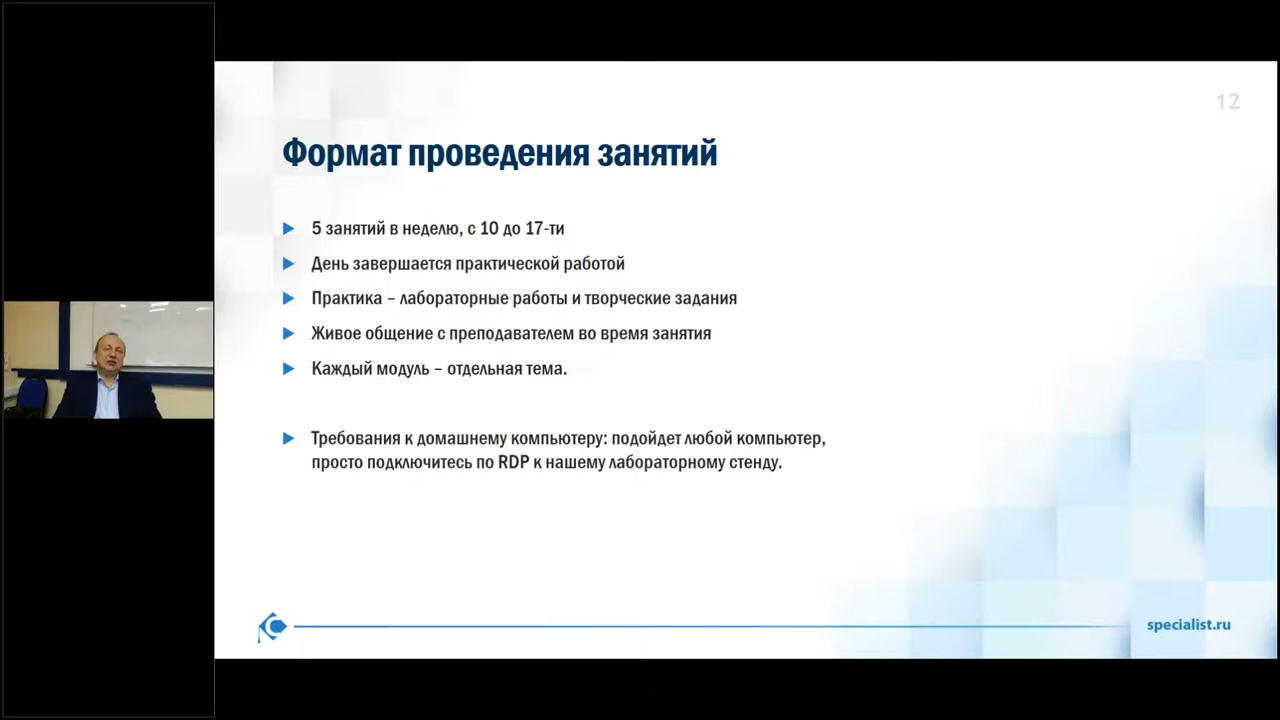 12
Формат проведения занятий
5 занятий в неделю, с 10 до 17-ти
День завершается практической работой
Практика – лабораторные работы и творческие задания
Живое общение с преподавателем во время занятия
Каждый модуль – отдельная тема.
Требования к домашнему компьютеру: подойдет любой компьютер,
просто подключитесь по RDP к нашему лабораторному стенду.
specialist.ru